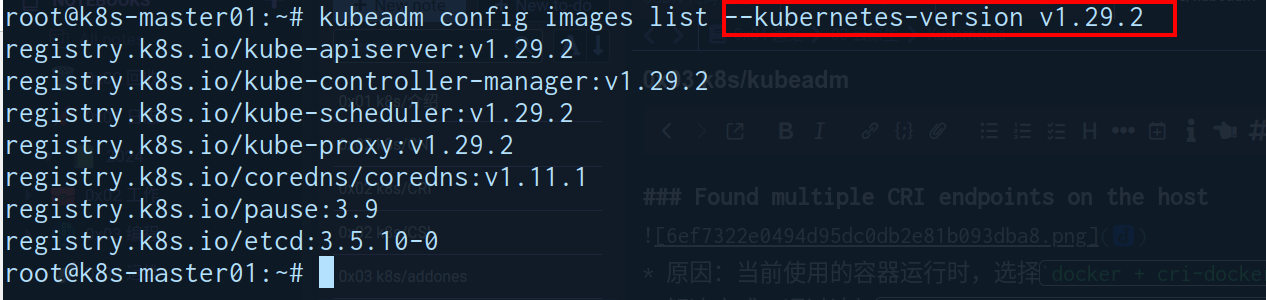 root@k8s-master01:~# kubeadm config images list --kubernetes-version v1.29.2
registry.k8s.io/kube-apiserver:v1.29.2
registry.k8s.io/kube-controller-manager:v1.29.2
registry.k8s.io/kube-scheduler:v1.29.2
registry.k8s.io/kube-proxy:v1.29.2
registry.k8s.io/coredns/coredns:v1.11.1
registry.k8s.io/pause:3.9
registry.k8s.io/etcd:3.5.10-0
root@k8s-master01:~#
0x03 k8s/kubeadm
### Found multiple CRI endpoints on the host
![6ef7322e0494d95dc0db2e81b093dba8.png](
* 原因：当前使用的容器运行时，选择`docker + cri-docke
0x03 k8s/addones